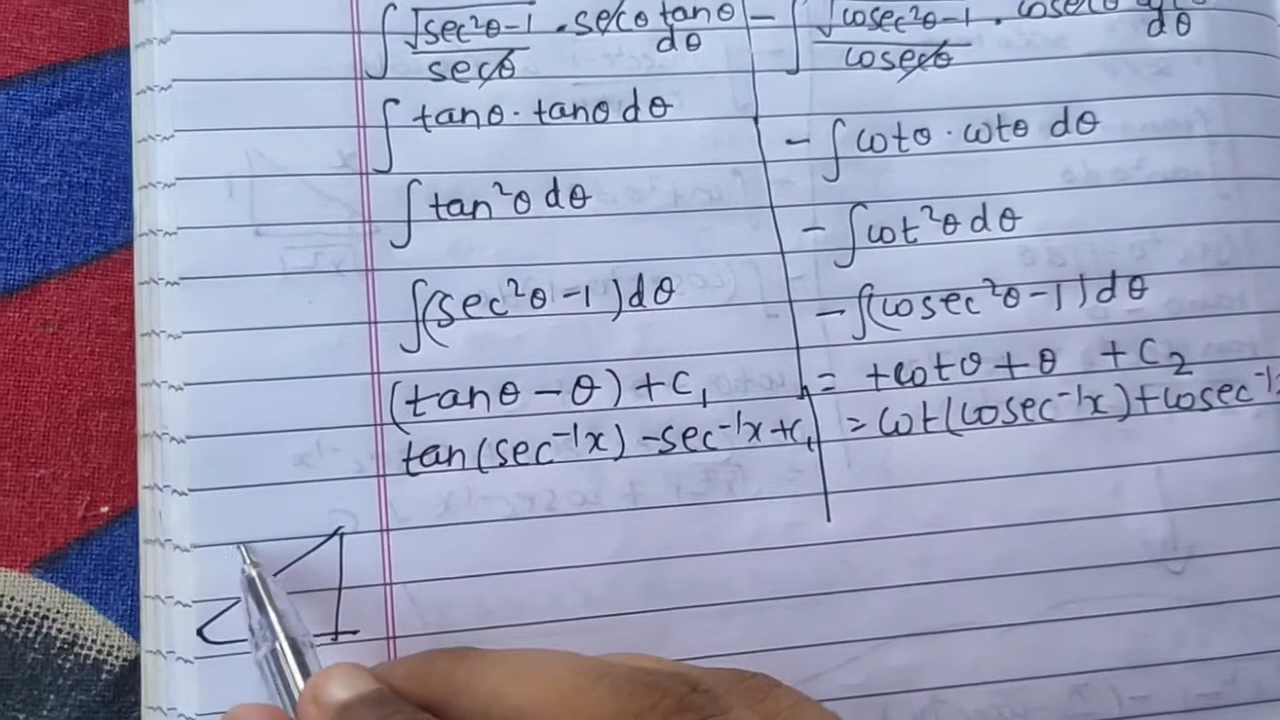 ∫ √sec²θ-1 / secθ · secθ tanθ dθ
∫ tanθ · tanθ dθ
∫ tan²θ dθ
∫(sec²θ -1)dθ
(tanθ - θ) + C₁
tan(sec⁻¹x) - sec⁻¹x + C₁
- ∫ √cosec²θ-1 / cosecθ · cosecθ dθ
- ∫ cotθ · cotθ dθ
- ∫ cot²θ dθ
- ∫(cosec²θ -1)dθ
= +cotθ + θ + C₂
= cot(cosec⁻¹x) + cosec⁻¹